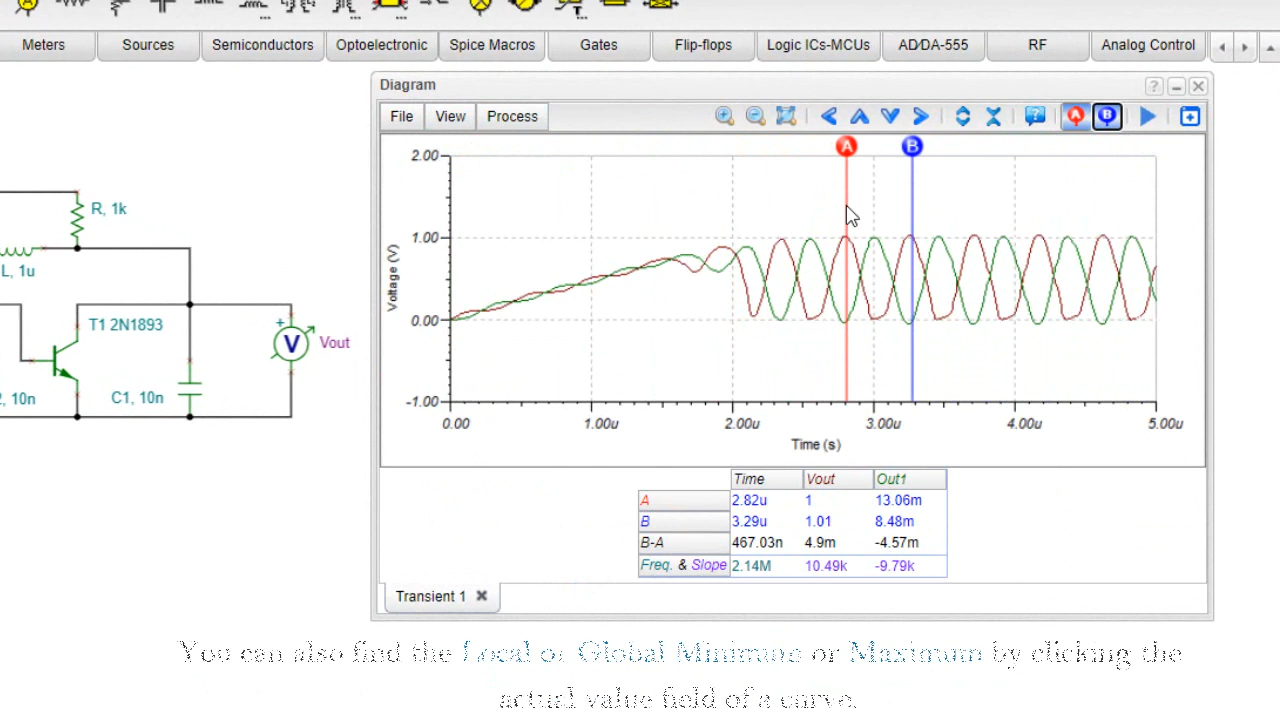 Meters Sources Semiconductors Optoelectronic Spice Macros Gates Flip-flops Logic ICs-MCUs AD/DA-555 RF Analog Control
Diagram
File View Process
A B
A B
2.00
1.00
0.00
-1.00
Voltage (V)
0.00 1.00u 2.00u 3.00u 4.00u 5.00u
Time (s)
R, 1k
L, 1u
T1 2N1893
+
V
Vout
, 10n
C1, 10n
Time Vout Out1
A 2.82u 1 13.06m
B 3.29u 1.01 8.48m
B-A 467.03n 4.9m -4.57m
Freq. & Slope 2.14M 10.49k -9.79k
Transient 1
You can also find the Local or Global Minimum or Maximum by clicking the
actual value field of a curve.